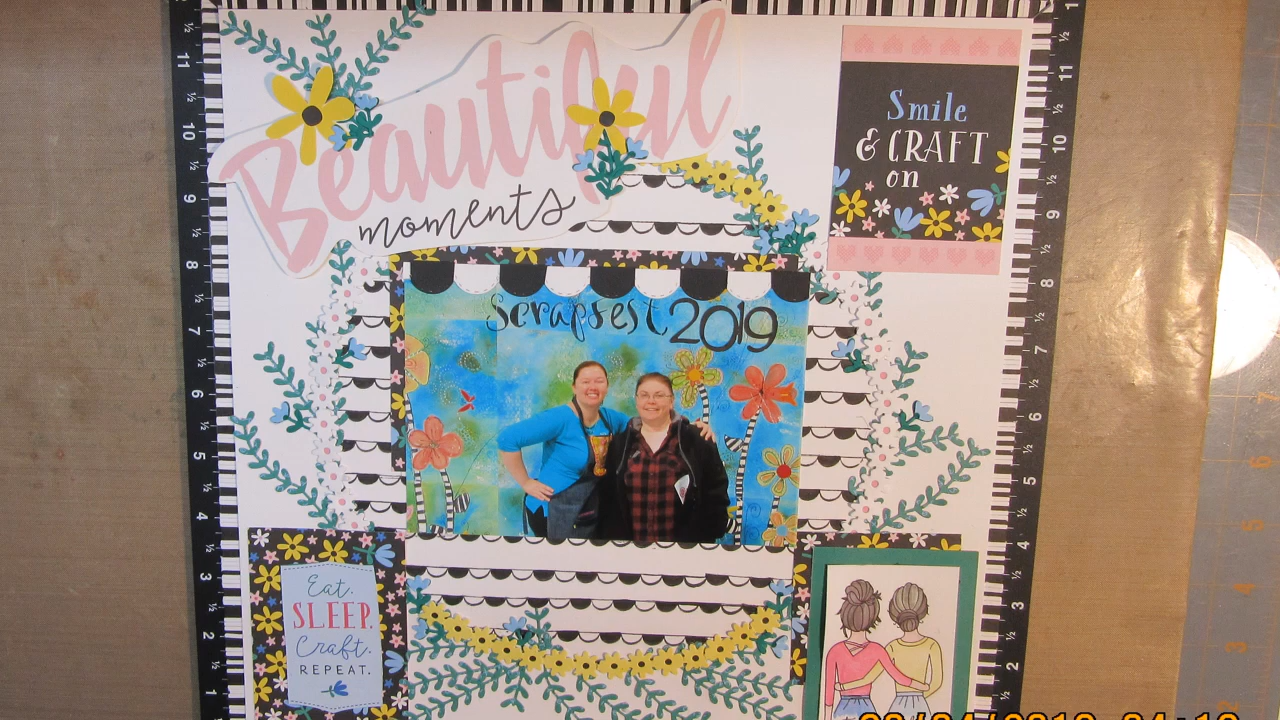 Beautiful
moments
Smile
& CRAFT
on
Scrapfest 2019
Eat.
SLEEP.
Craft.
REPEAT.